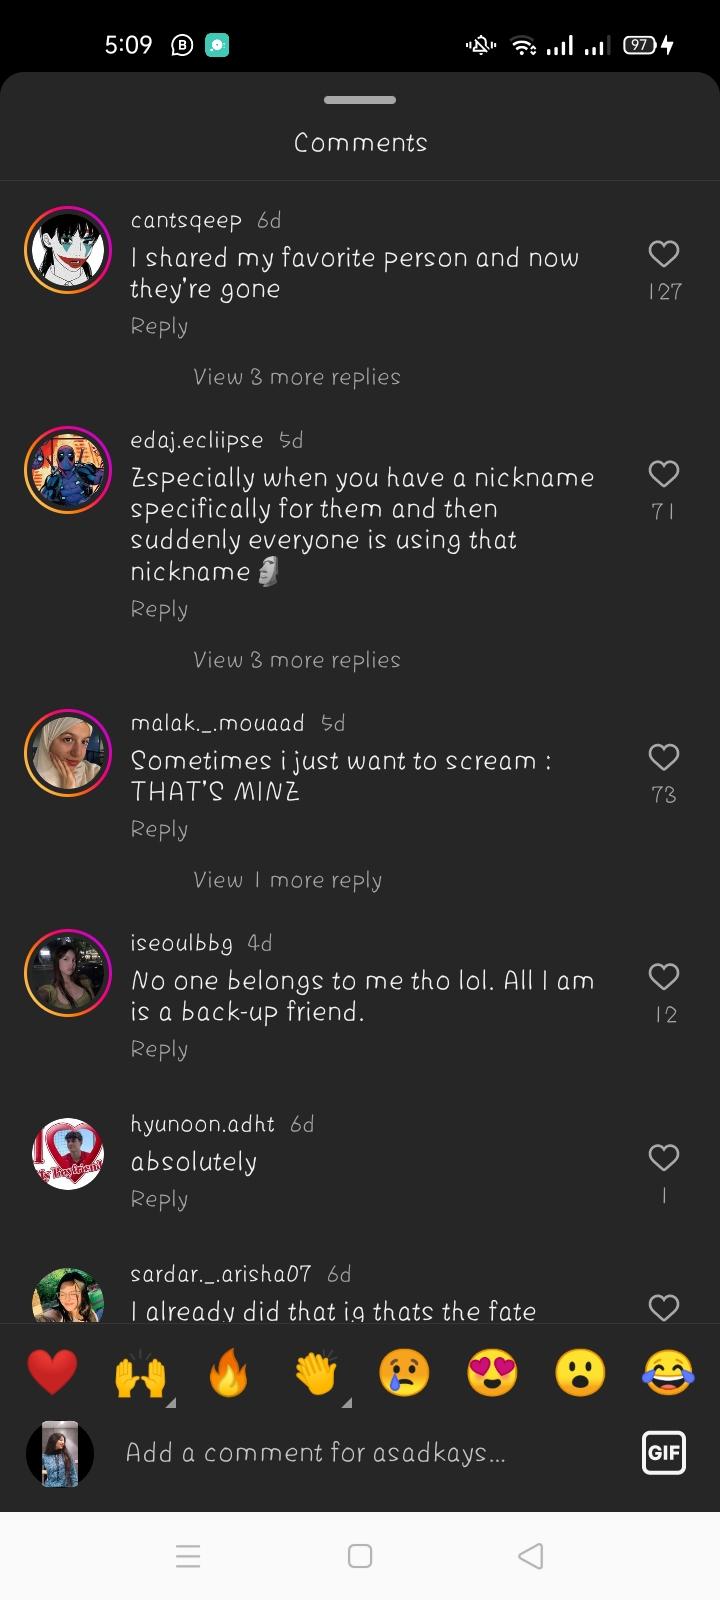 5:09
97
Comments
cantsqeep 6d
I shared my favorite person and now
they're gone
127
Reply
View 3 more replies
edaj.ecliipse 5d
Especially when you have a nickname
specifically for them and then
suddenly everyone is using that
nickname 🗿
71
Reply
View 3 more replies
malak._.mouaad 5d
Sometimes i just want to scream :
THAT'S MINE
73
Reply
View 1 more reply
iseoulbbg 4d
No one belongs to me tho lol. All I am
is a back-up friend.
12
Reply
hyunoon.adht 6d
absolutely
1
Reply
sardar._.arisha07 6d
I already did that ig thats the fate
❤️ 🙌 🔥 👏 😢 😍 😮 😂
Add a comment for asadkays...
GIF